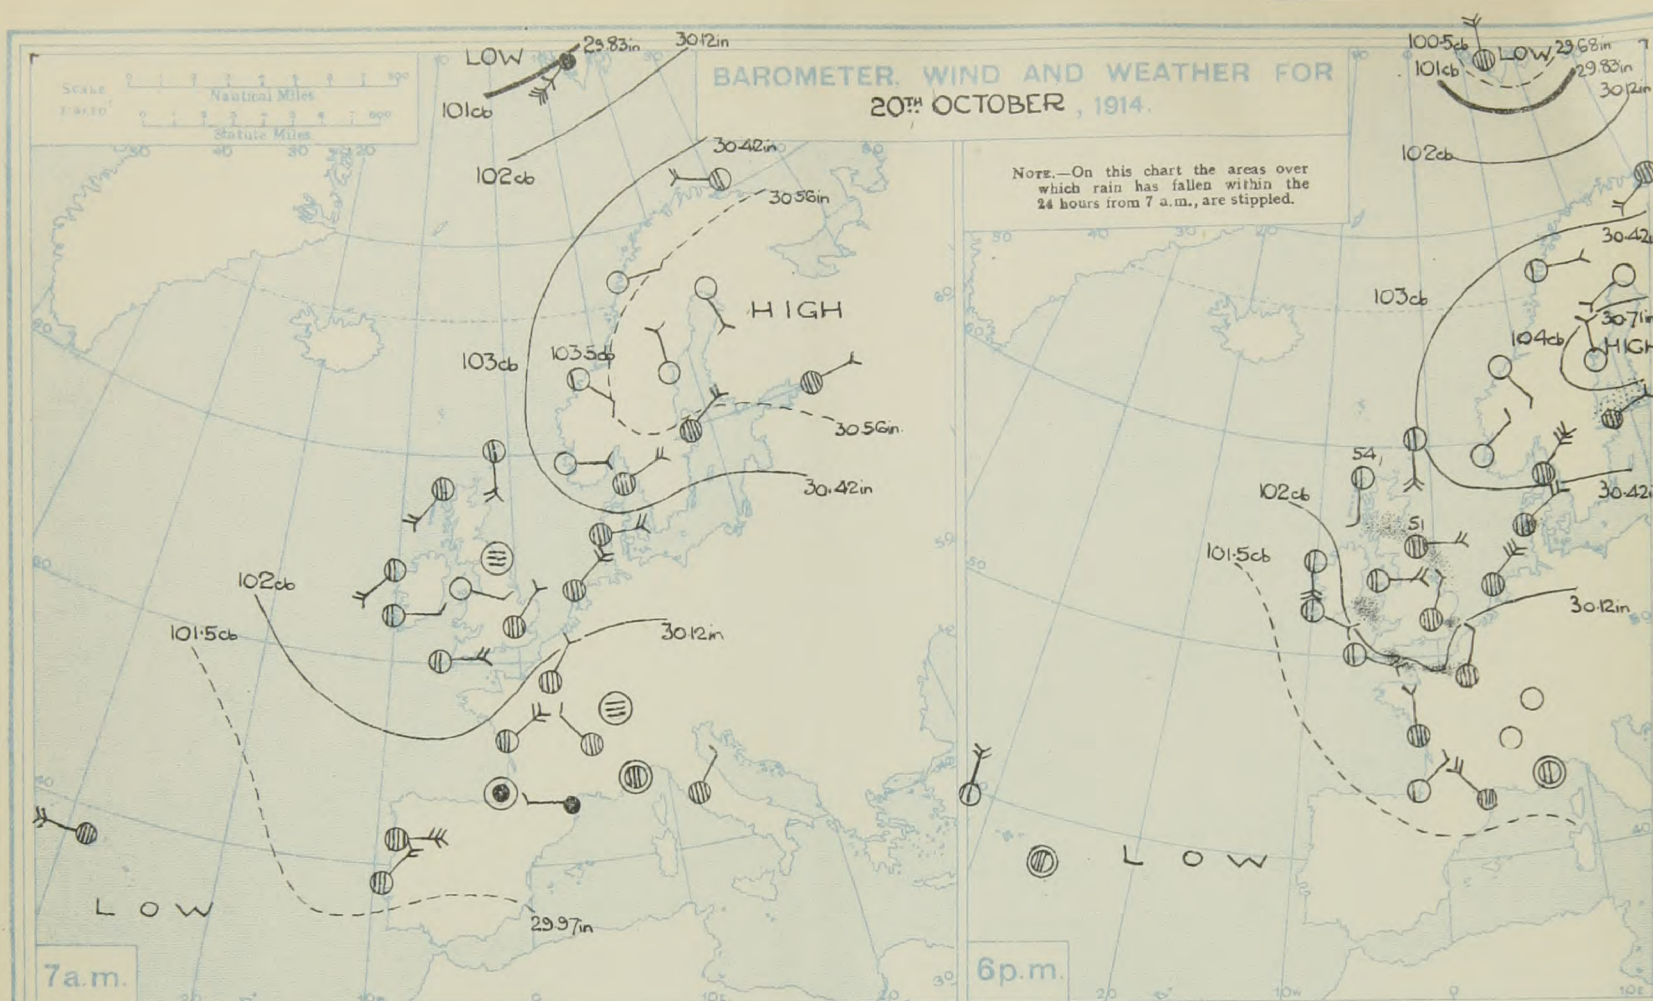 BAROMETER. WIND AND WEATHER FOR
20TH OCTOBER, 1914.
NOTE.—On this chart the areas over
which rain has fallen within the
24 hours from 7 a.m., are stippled.
Scale
Nautical Miles
Statute Miles
LOW
29.83in
30.12in
101cb
102cb
30.42in
30.56in
HIGH
103cb
103.5cb
30.56in
30.42in
102cb
101.5cb
30.12in
LOW
29.97in
7a.m.
100.5cb
LOW
29.68in
101cb
29.83in
30.12in
102cb
30.42
103cb
30.71in
104cb
HIGH
54
102cb
30.42
51
101.5cb
30.12in
LOW
6p.m.